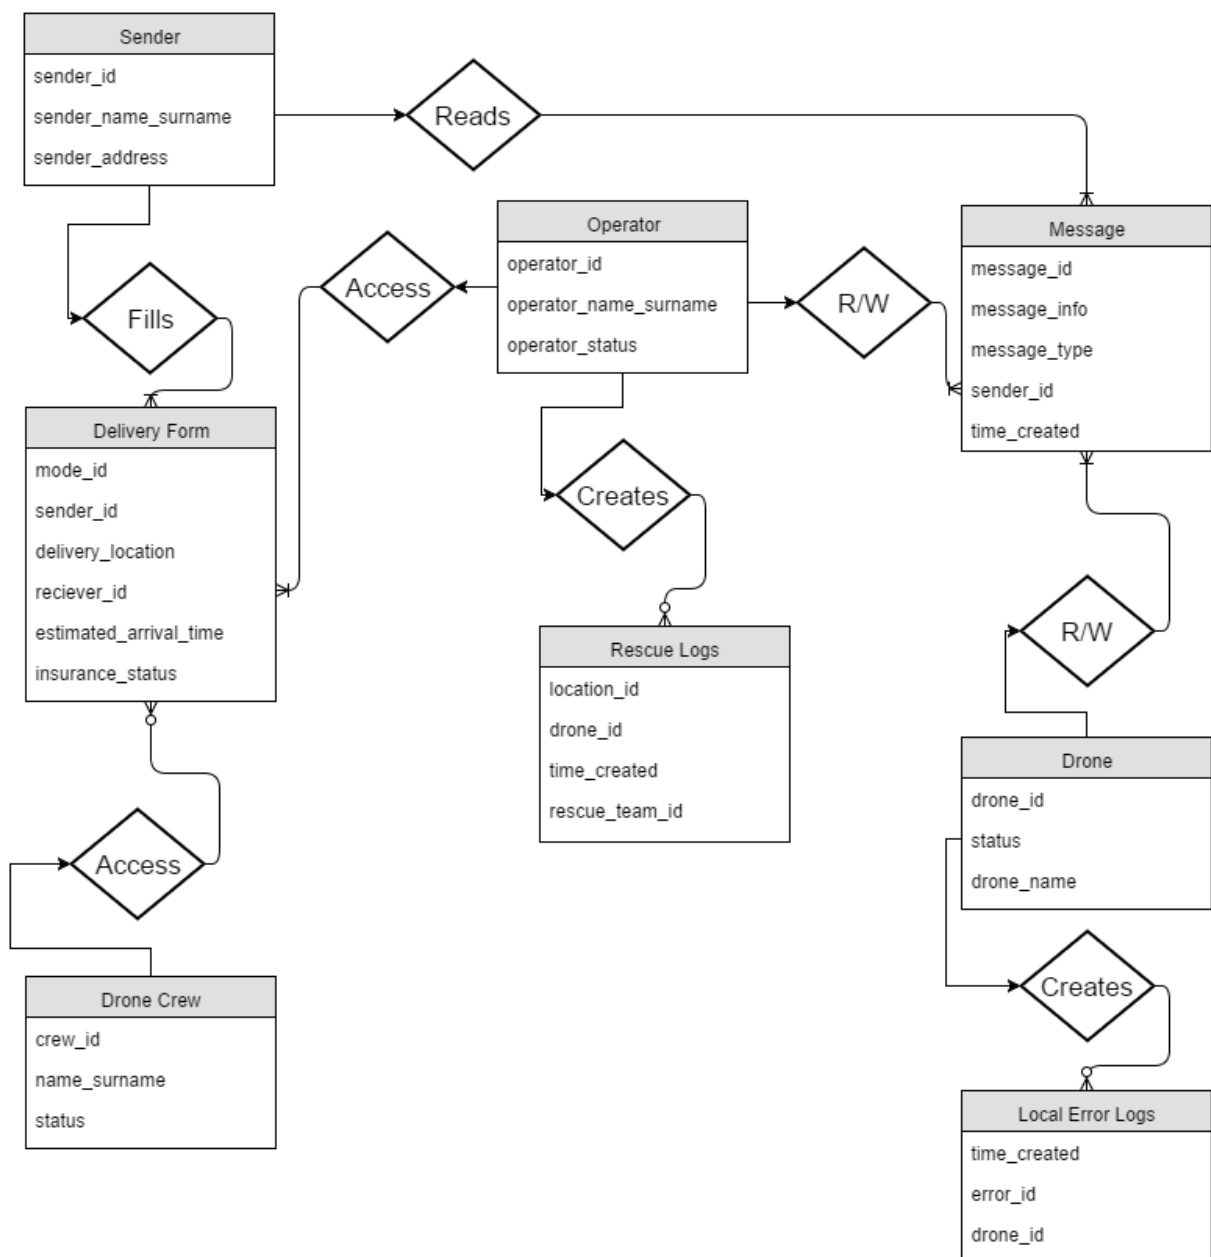 Sender
sender_id
sender_name_surname
sender_address
Reads
Operator
operator_id
operator_name_surname
operator_status
Message
message_id
message_info
message_type
sender_id
time_created
Access
R/W
Fills
Delivery Form
mode_id
sender_id
delivery_location
reciever_id
estimated_arrival_time
insurance_status
Creates
Rescue Logs
location_id
drone_id
time_created
rescue_team_id
R/W
Drone
drone_id
status
drone_name
Access
Drone Crew
crew_id
name_surname
status
Creates
Local Error Logs
time_created
error_id
drone_id